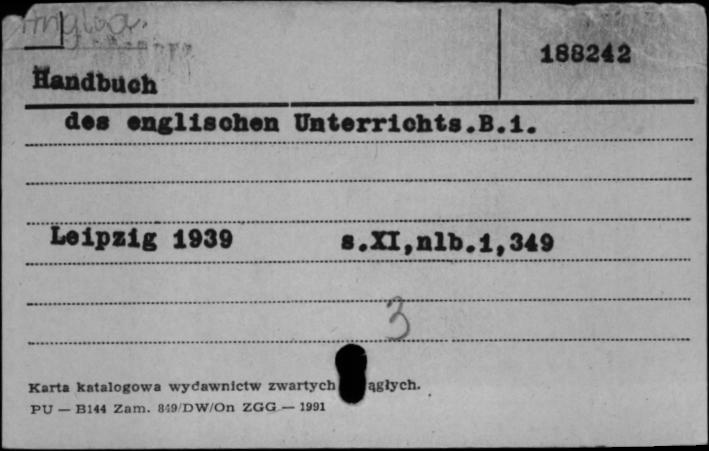 188242
Handbuch
des englischen Unterrichts.B.1.
Leipzig 1939 s.XI,nlb.1,349
3
Karta katalogowa wydawnictw zwartych ągłych.
PU — B144 Zam. 849/DW/On ZGG — 1991